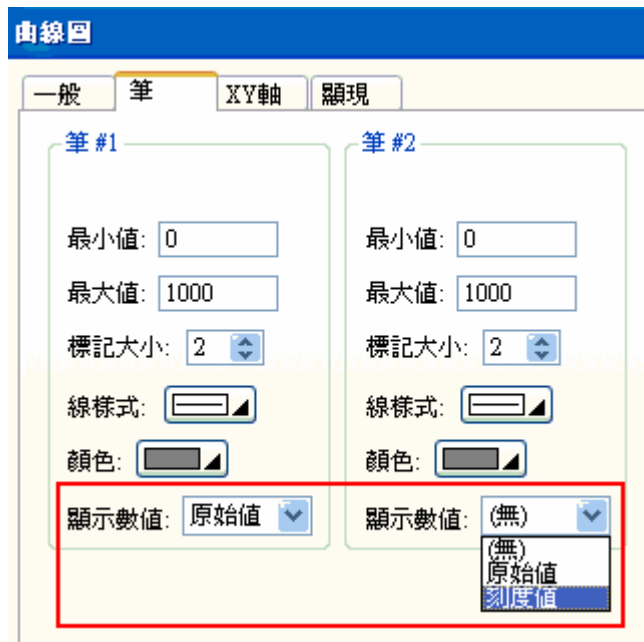 曲線圖
一般 筆 XY軸 顯現
筆 #1 筆 #2
最小值: 0 最小值: 0
最大值: 1000 最大值: 1000
標記大小: 2 標記大小: 2
線樣式: 線樣式:
顏色: 顏色:
顯示數值: 原始值 顯示數值: (無)
(無)
原始值
刻度值